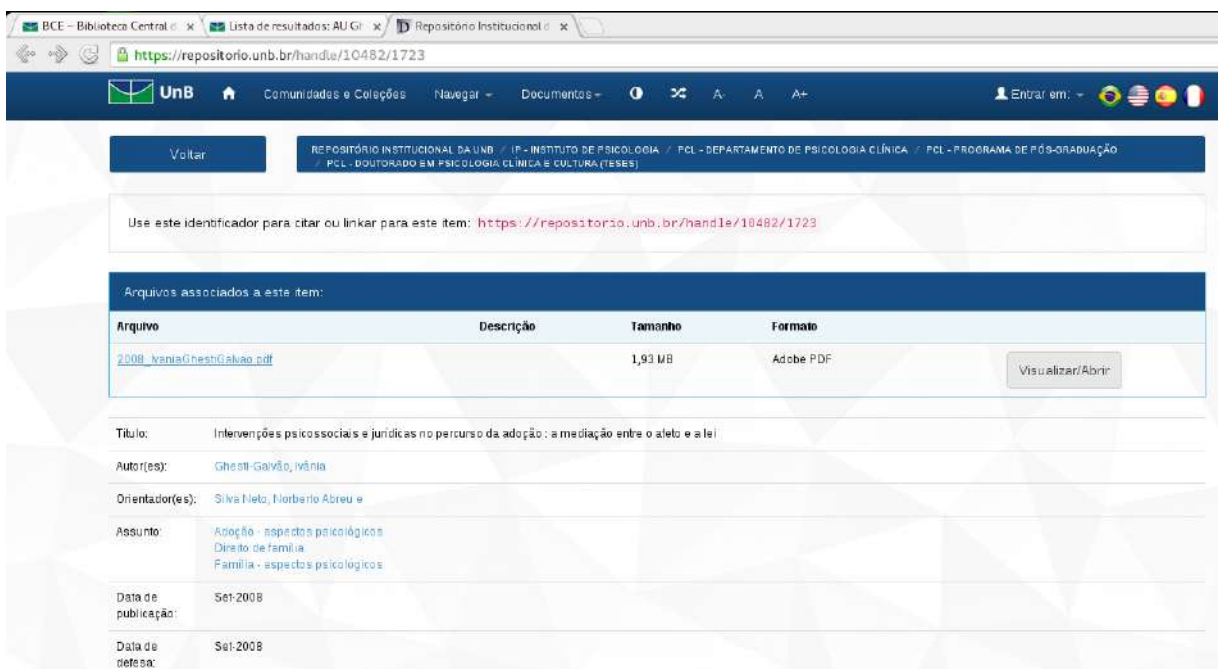 BCE – Biblioteca Central d
Lista de resultados: AU Gh
Repositório Institucional d
https://repositorio.unb.br/handle/10482/1723
UnB Comunidades e Coleções Navegar Documentos A- A A+ Entrar em:
Voltar
REPOSITÓRIO INSTITUCIONAL DA UNB / IP - INSTITUTO DE PSICOLOGIA / PCL - DEPARTAMENTO DE PSICOLOGIA CLÍNICA / PCL - PROGRAMA DE PÓS-GRADUAÇÃO
/ PCL - DOUTORADO EM PSICOLOGIA CLÍNICA E CULTURA (TESES)
Use este identificador para citar ou linkar para este item: https://repositorio.unb.br/handle/10482/1723
Arquivos associados a este item:
Arquivo Descrição Tamanho Formato
2008_IvaniaGhestiGalvao.pdf 1,93 MB Adobe PDF Visualizar/Abrir
Título: Intervenções psicossociais e jurídicas no percurso da adoção : a mediação entre o afeto e a lei
Autor(es): Ghesti-Galvão, Ivânia
Orientador(es): Silva Neto, Norberto Abreu e
Assunto: Adoção - aspectos psicológicos
Direito de família
Família - aspectos psicológicos
Data de publicação: Set-2008
Data de defesa: Set-2008